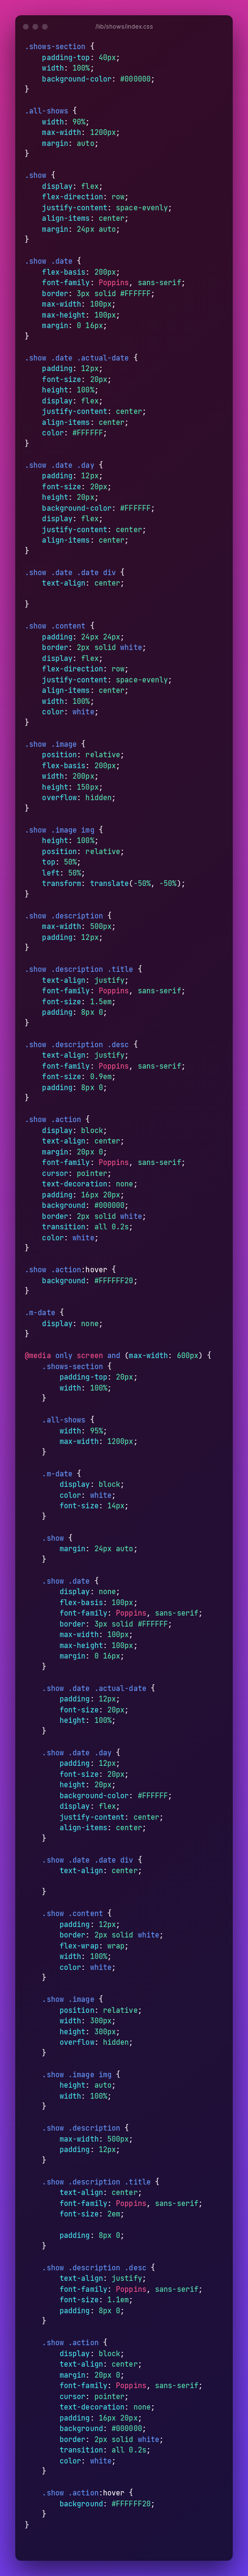 /lib/shows/index.css
.shows-section {
    padding-top: 40px;
    width: 100%;
    background-color: #000000;
}

.all-shows {
    width: 90%;
    max-width: 1200px;
    margin: auto;
}

.show {
    display: flex;
    flex-direction: row;
    justify-content: space-evenly;
    align-items: center;
    margin: 24px auto;
}

.show .date {
    flex-basis: 200px;
    font-family: Poppins, sans-serif;
    border: 3px solid #FFFFFF;
    max-width: 100px;
    max-height: 100px;
    margin: 0 16px;
}

.show .date .actual-date {
    padding: 12px;
    font-size: 20px;
    height: 100%;
    display: flex;
    justify-content: center;
    align-items: center;
    color: #FFFFFF;
}

.show .date .day {
    padding: 12px;
    font-size: 20px;
    height: 20px;
    background-color: #FFFFFF;
    display: flex;
    justify-content: center;
    align-items: center;
}

.show .date .date div {
    text-align: center;

}

.show .content {
    padding: 24px 24px;
    border: 2px solid white;
    display: flex;
    flex-direction: row;
    justify-content: space-evenly;
    align-items: center;
    width: 100%;
    color: white;
}

.show .image {
    position: relative;
    flex-basis: 200px;
    width: 200px;
    height: 150px;
    overflow: hidden;
}

.show .image img {
    height: 100%;
    position: relative;
    top: 50%;
    left: 50%;
    transform: translate(-50%, -50%);
}

.show .description {
    max-width: 500px;
    padding: 12px;
}

.show .description .title {
    text-align: justify;
    font-family: Poppins, sans-serif;
    font-size: 1.5em;
    padding: 8px 0;
}

.show .description .desc {
    text-align: justify;
    font-family: Poppins, sans-serif;
    font-size: 0.9em;
    padding: 8px 0;
}

.show .action {
    display: block;
    text-align: center;
    margin: 20px 0;
    font-family: Poppins, sans-serif;
    cursor: pointer;
    text-decoration: none;
    padding: 16px 20px;
    background: #000000;
    border: 2px solid white;
    transition: all 0.2s;
    color: white;
}

.show .action:hover {
    background: #FFFFFF20;
}

.m-date {
    display: none;
}

@media only screen and (max-width: 600px) {
    .shows-section {
        padding-top: 20px;
        width: 100%;
    }

    .all-shows {
        width: 95%;
        max-width: 1200px;
    }

    .m-date {
        display: block;
        color: white;
        font-size: 14px;
    }

    .show {
        margin: 24px auto;
    }

    .show .date {
        display: none;
        flex-basis: 100px;
        font-family: Poppins, sans-serif;
        border: 3px solid #FFFFFF;
        max-width: 100px;
        max-height: 100px;
        margin: 0 16px;
    }

    .show .date .actual-date {
        padding: 12px;
        font-size: 20px;
        height: 100%;
    }

    .show .date .day {
        padding: 12px;
        font-size: 20px;
        height: 20px;
        background-color: #FFFFFF;
        display: flex;
        justify-content: center;
        align-items: center;
    }

    .show .date .date div {
        text-align: center;

    }

    .show .content {
        padding: 12px;
        border: 2px solid white;
        flex-wrap: wrap;
        width: 100%;
        color: white;
    }

    .show .image {
        position: relative;
        width: 300px;
        height: 300px;
        overflow: hidden;
    }

    .show .image img {
        height: auto;
        width: 100%;
    }

    .show .description {
        max-width: 500px;
        padding: 12px;
    }

    .show .description .title {
        text-align: center;
        font-family: Poppins, sans-serif;
        font-size: 2em;

        padding: 8px 0;
    }

    .show .description .desc {
        text-align: justify;
        font-family: Poppins, sans-serif;
        font-size: 1.1em;
        padding: 8px 0;
    }

    .show .action {
        display: block;
        text-align: center;
        margin: 20px 0;
        font-family: Poppins, sans-serif;
        cursor: pointer;
        text-decoration: none;
        padding: 16px 20px;
        background: #000000;
        border: 2px solid white;
        transition: all 0.2s;
        color: white;
    }

    .show .action:hover {
        background: #FFFFFF20;
    }
}